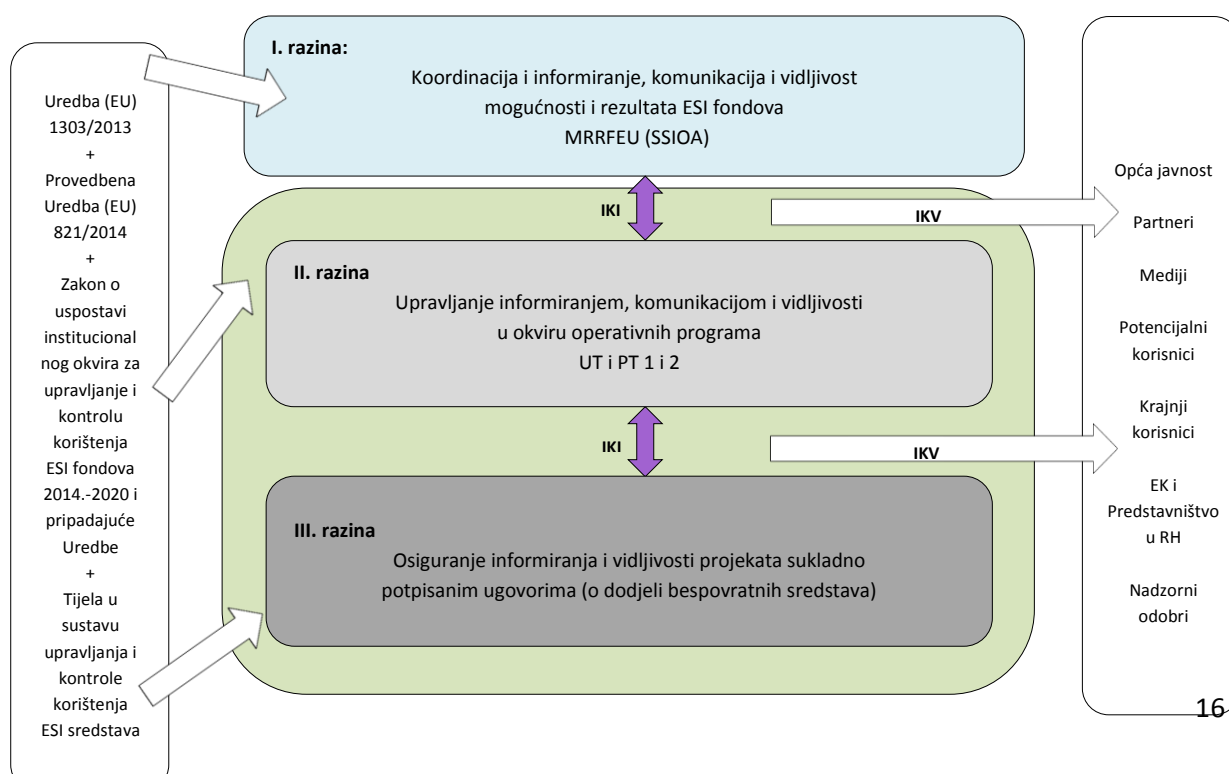 Uredba (EU)
1303/2013
+
Provedbena
Uredba (EU)
821/2014
+
Zakon o
uspostavi
institucional
nog okvira za
upravljanje i
kontrolu
korištenja
ESI fondova
2014.-2020 i
pripadajuće
Uredbe
+
Tijela u
sustavu
upravljanja i
kontrole
korištenja
ESI sredstava
I. razina:
Koordinacija i informiranje, komunikacija i vidljivost
mogućnosti i rezultata ESI fondova
MRRFEU (SSIOA)
IKI
IKV
II. razina
Upravljanje informiranjem, komunikacijom i vidljivosti
u okviru operativnih programa
UT i PT 1 i 2
IKI
IKV
III. razina
Osiguranje informiranja i vidljivosti projekata sukladno
potpisanim ugovorima (o dodjeli bespovratnih sredstava)
Opća javnost
Partneri
Mediji
Potencijalni
korisnici
Krajnji
korisnici
EK i
Predstavništvo
u RH
Nadzorni
odobri
16